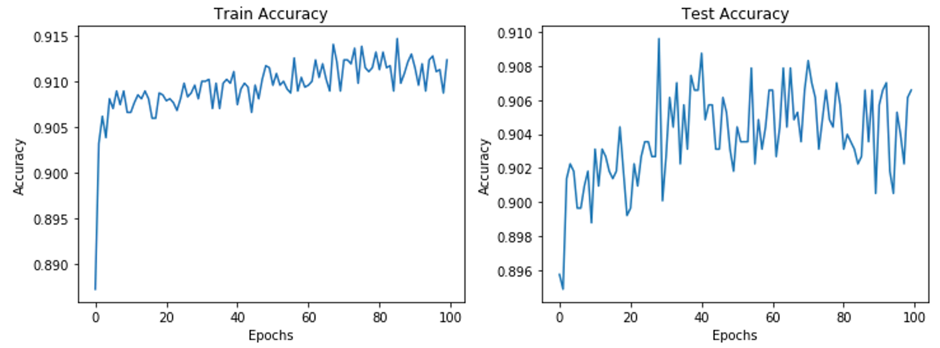 Train Accuracy
Accuracy
0.915
0.910
0.905
0.900
0.895
0.890
0 20 40 60 80 100
Epochs
Test Accuracy
Accuracy
0.910
0.908
0.906
0.904
0.902
0.900
0.898
0.896
0 20 40 60 80 100
Epochs